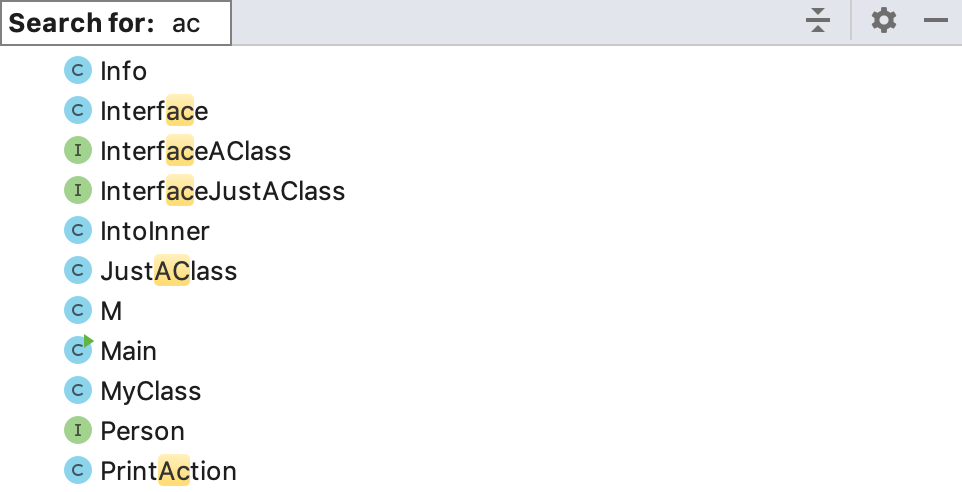 Search for: ac
C Info
C Interface
I InterfaceAClass
I InterfaceJustAClass
C IntoInner
C JustAClass
C M
C Main
C MyClass
I Person
C PrintAction